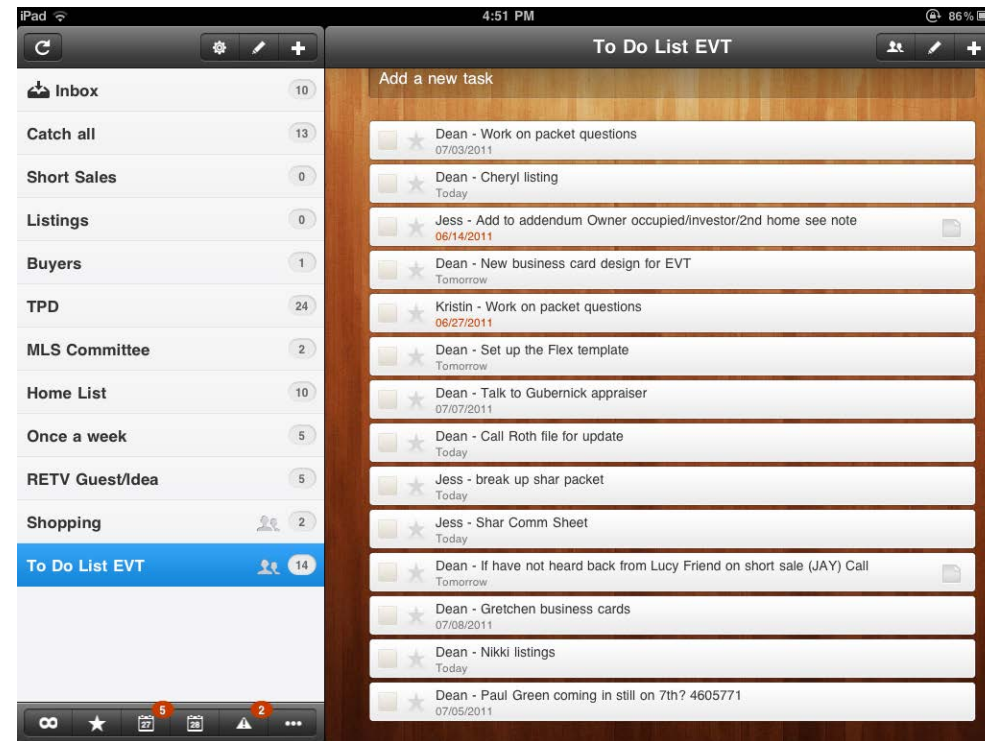 iPad
4:51 PM
86%
To Do List EVT
Inbox 10
Catch all 13
Short Sales 0
Listings 0
Buyers 1
TPD 24
MLS Committee 2
Home List 10
Once a week 5
RETV Guest/Idea 5
Shopping 2
To Do List EVT 14
5
2
27
28
Add a new task
Dean - Work on packet questions
07/03/2011
Dean - Cheryl listing
Today
Jess - Add to addendum Owner occupied/investor/2nd home see note
06/14/2011
Dean - New business card design for EVT
Tomorrow
Kristin - Work on packet questions
06/27/2011
Dean - Set up the Flex template
Tomorrow
Dean - Talk to Gubernick appraiser
07/07/2011
Dean - Call Roth file for update
Today
Jess - break up shar packet
Today
Jess - Shar Comm Sheet
Today
Dean - If have not heard back from Lucy Friend on short sale (JAY) Call
Tomorrow
Dean - Gretchen business cards
07/08/2011
Dean - Nikki listings
Today
Dean - Paul Green coming in still on 7th? 4605771
07/05/2011